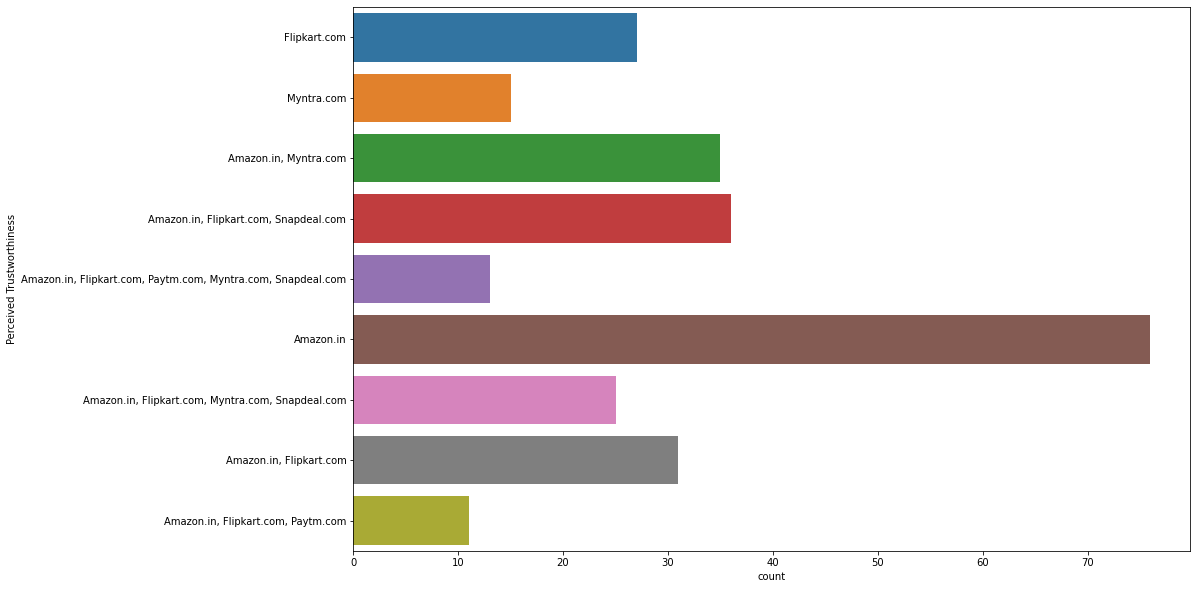 Perceived Trustworthiness
Flipkart.com
Myntra.com
Amazon.in, Myntra.com
Amazon.in, Flipkart.com, Snapdeal.com
Amazon.in, Flipkart.com, Paytm.com, Myntra.com, Snapdeal.com
Amazon.in
Amazon.in, Flipkart.com, Myntra.com, Snapdeal.com
Amazon.in, Flipkart.com
Amazon.in, Flipkart.com, Paytm.com
0 10 20 30 40 50 60 70
count